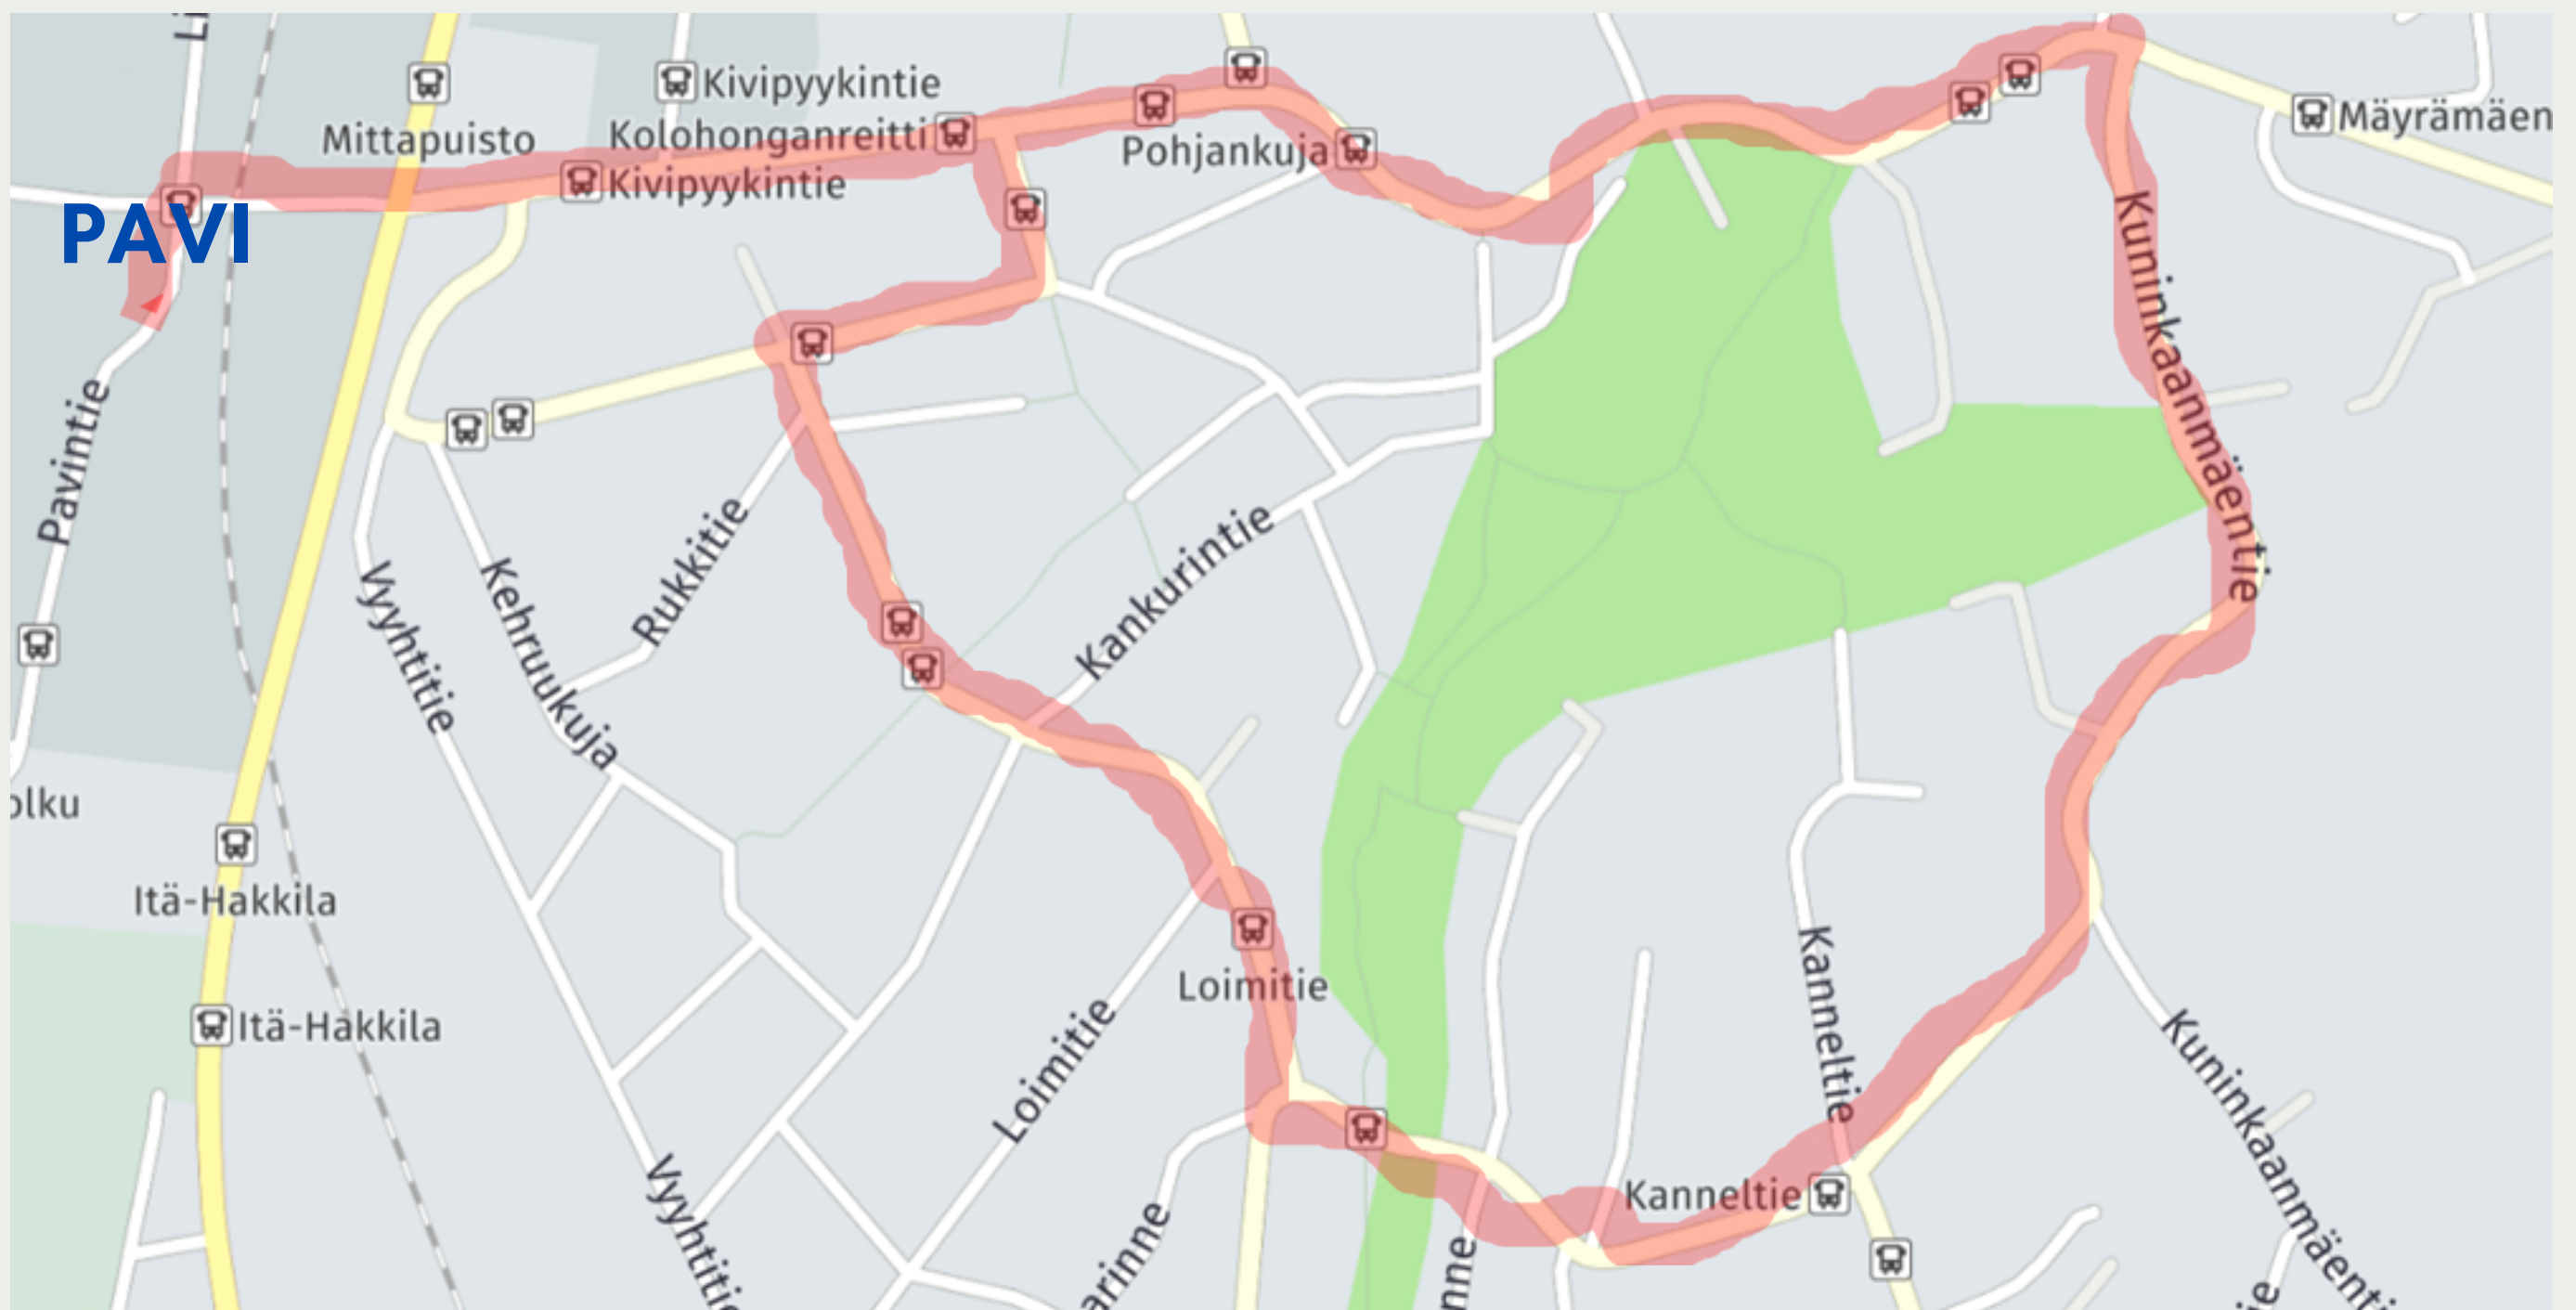 Kivipyykintie
Mittapuisto
Kolohonganreitti
Mäyrämäen
Pohjankuja
Kivipyykintie
PAVI
Kuninkaanmäentie
Pavintie
Rukkitie
Kankurintie
Vyyhtitie
Kehruukuja
olku
Itä-Hakkila
Loimitie
Itä-Hakkila
Kanneltie
Loimitie
Kuninkaanmäenti
Kanneltie
Vyyhtitie
arinne
nne
ie